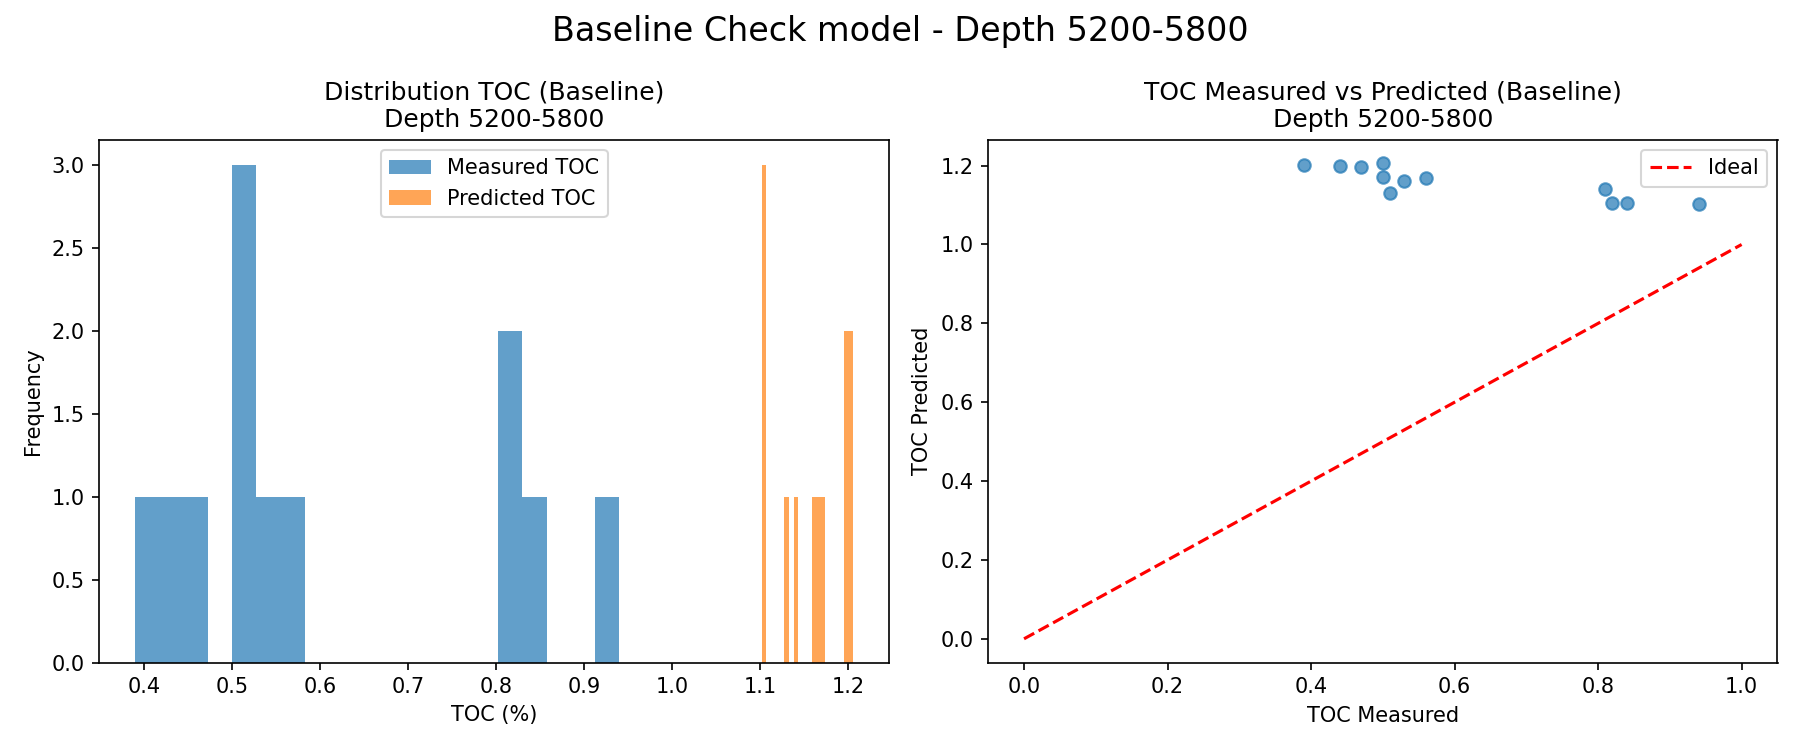 Baseline Check model - Depth 5200-5800
Distribution TOC (Baseline)
Depth 5200-5800
Measured TOC
Predicted TOC
3.0
2.5
2.0
1.5
1.0
0.5
0.0
Frequency
0.4 0.5 0.6 0.7 0.8 0.9 1.0 1.1 1.2
TOC (%)
TOC Measured vs Predicted (Baseline)
Depth 5200-5800
Ideal
1.2
1.0
0.8
0.6
0.4
0.2
0.0
TOC Predicted
0.0 0.2 0.4 0.6 0.8 1.0
TOC Measured